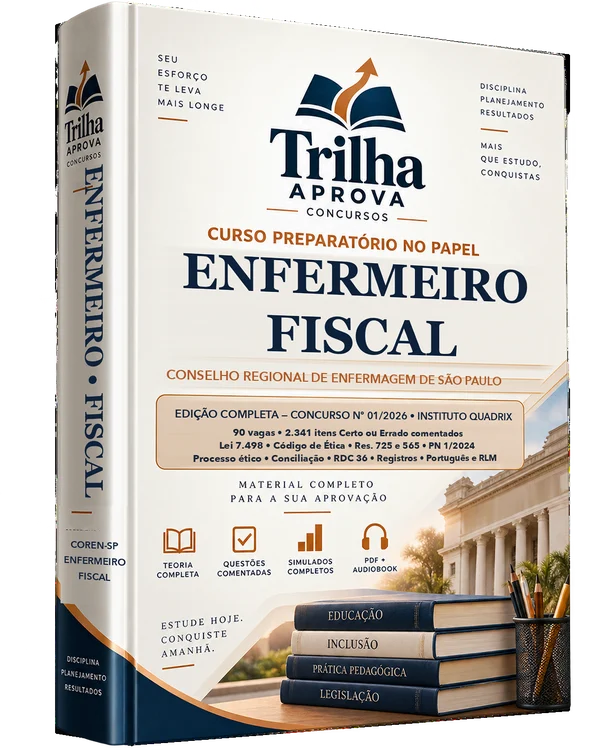 Trilha
APROVA
CONCURSOS
ENFERMEIRO • FISCAL
COREN-SP
ENFERMEIRO
FISCAL
DISCIPLINA
PLANEJAMENTO
RESULTADOS
SEU
ESFORÇO
TE LEVA
MAIS LONGE
Trilha
APROVA
CONCURSOS
DISCIPLINA
PLANEJAMENTO
RESULTADOS
MAIS
QUE ESTUDO,
CONQUISTAS
CURSO PREPARATÓRIO NO PAPEL
ENFERMEIRO
FISCAL
CONSELHO REGIONAL DE ENFERMAGEM DE SÃO PAULO
EDIÇÃO COMPLETA – CONCURSO Nº 01/2026 • INSTITUTO QUADRIX
90 vagas • 2.341 itens Certo ou Errado comentados
Lei 7.498 • Código de Ética • Res. 725 e 565 • PN 1/2024
Processo ético • Conciliação • RDC 36 • Registros • Português e RLM
MATERIAL COMPLETO
PARA A SUA APROVAÇÃO
TEORIA
COMPLETA
QUESTÕES
COMENTADAS
SIMULADOS
COMPLETOS
PDF +
AUDIOBOOK
ESTUDE HOJE.
CONQUISTE
AMANHÃ.
EDUCAÇÃO
INCLUSÃO
PRÁTICA PEDAGÓGICA
LEGISLAÇÃO